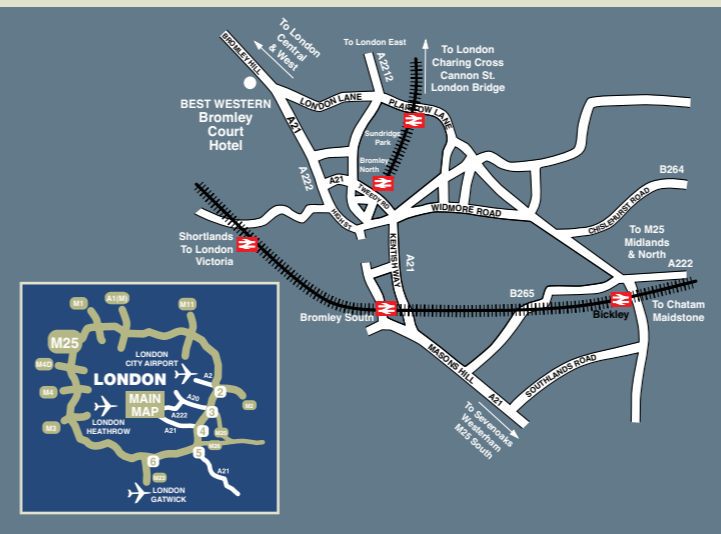 To London
Central
& West
BROMLEY HILL
To London East
A2212
To London
Charing Cross
Cannon St.
London Bridge
BEST WESTERN
Bromley
Court
Hotel
LONDON LANE
PLAISTOW LANE
A21
Sundridge
Park
Bromley
North
A222
A21
TWEEDY RD
HIGH ST
WIDMORE ROAD
B264
CHISLEHURST ROAD
Shortlands
To London
Victoria
KENTISH WAY
A21
To M25
Midlands
& North
A222
B265
Bromley South
Bickley
To Chatam
Maidstone
MASONS HILL
SOUTHLANDS ROAD
A21
To Sevenoaks
Westerham
M25 South
M1
A1(M)
M11
M25
LONDON
CITY AIRPORT
M4D
LONDON
A2
2
M4
MAIN
MAP
A20
M2
A222
3
M3
LONDON
HEATHROW
A21
4
M20
M26
5
6
A21
M23
LONDON
GATWICK